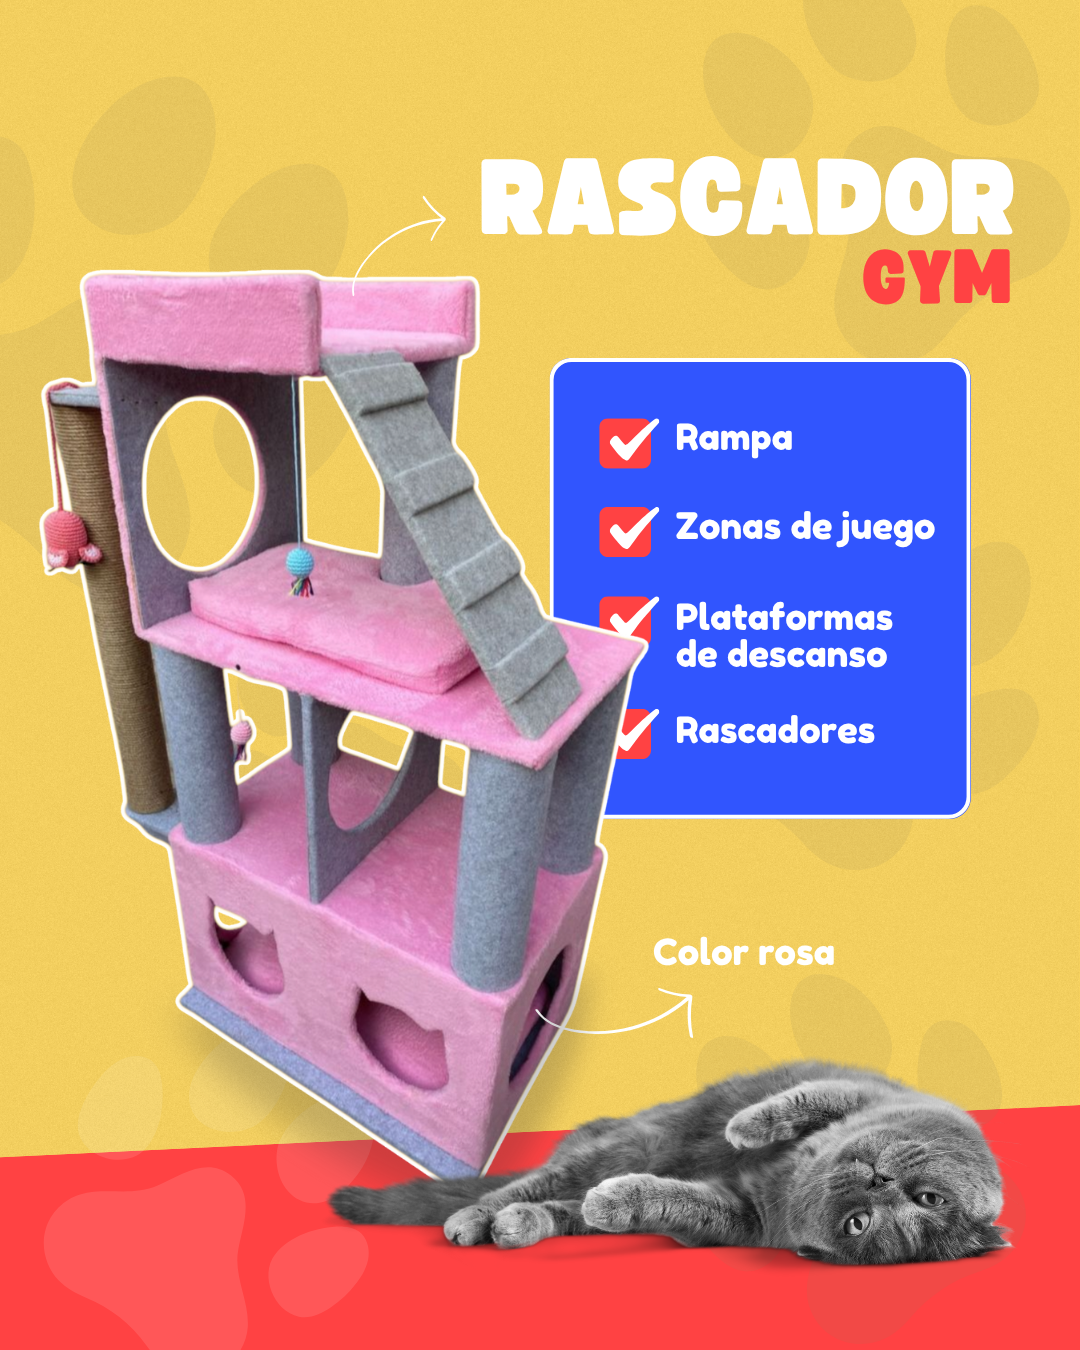 RASCADOR
GYM
Rampa
Zonas de juego
Plataformas
de descanso
Rascadores
Color rosa